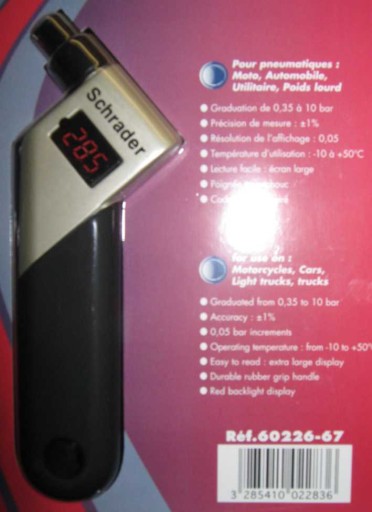 Schrader
285
Pour pneumatiques :
Moto, Automobile,
Utilitaire, Poids lourd
Graduation de 0,35 à 10 bar
Précision de mesure : ±1%
Résolution de l'affichage : 0,05
Température d'utilisation : -10 à +50°C
Lecture facile : écran large
for use on :
Motorcycles, Cars,
Light trucks, trucks
Graduated from 0,35 to 10 bar
Accuracy : ±1%
0,05 bar increments
Operating temperature : from -10 to +50°
Easy to read : extra large display
Durable rubber grip handle
Red backlight display
Réf.60226-67
3 285410 022836